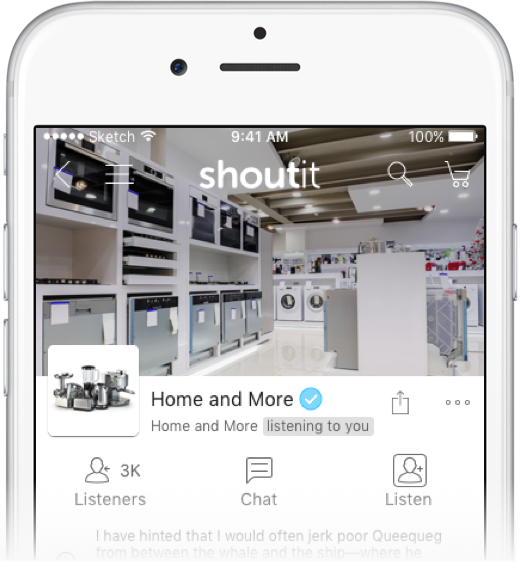 Sketch 9:41 AM 100%
shoutit
Home and More
Home and More listening to you
3K
Listeners Chat Listen
I have hinted that I would often jerk poor Queequeg
from between the whale and the ship—where he